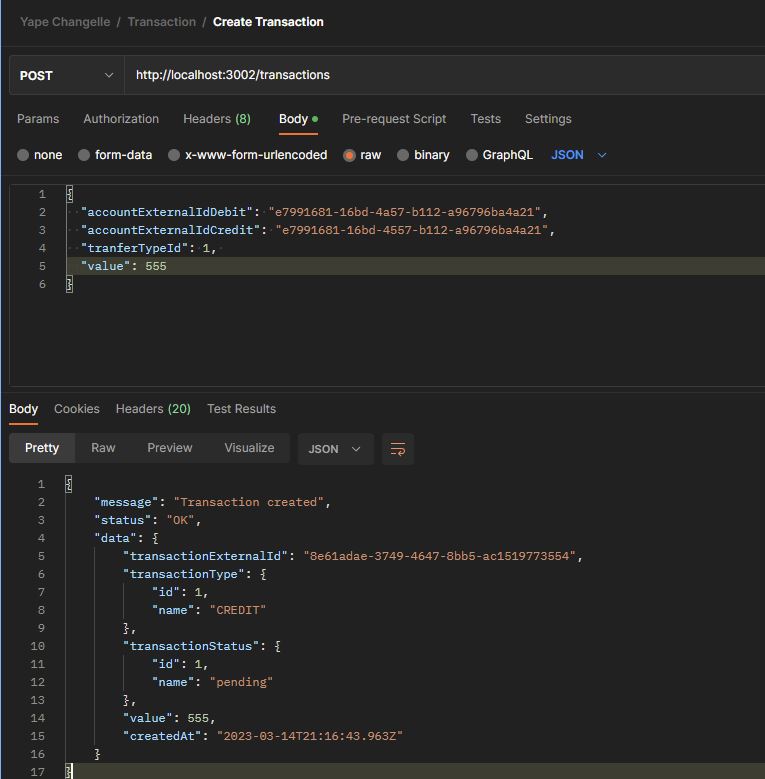 Yape Changelle / Transaction / Create Transaction
POST http://localhost:3002/transactions
Params Authorization Headers (8) Body Pre-request Script Tests Settings
none form-data x-www-form-urlencoded raw binary GraphQL JSON
1 {
2 "accountExternalIdDebit": "e7991681-16bd-4a57-b112-a96796ba4a21",
3 "accountExternalIdCredit": "e7991681-16bd-4557-b112-a96796ba4a21",
4 "tranferTypeId": 1,
5 "value": 555
6 }
Body Cookies Headers (20) Test Results
Pretty Raw Preview Visualize JSON
1 {
2 "message": "Transaction created",
3 "status": "OK",
4 "data": {
5 "transactionExternalId": "8e61adae-3749-4647-8bb5-ac1519773554",
6 "transactionType": {
7 "id": 1,
8 "name": "CREDIT"
9 },
10 "transactionStatus": {
11 "id": 1,
12 "name": "pending"
13 },
14 "value": 555,
15 "createdAt": "2023-03-14T21:16:43.963Z"
16 }
17 }